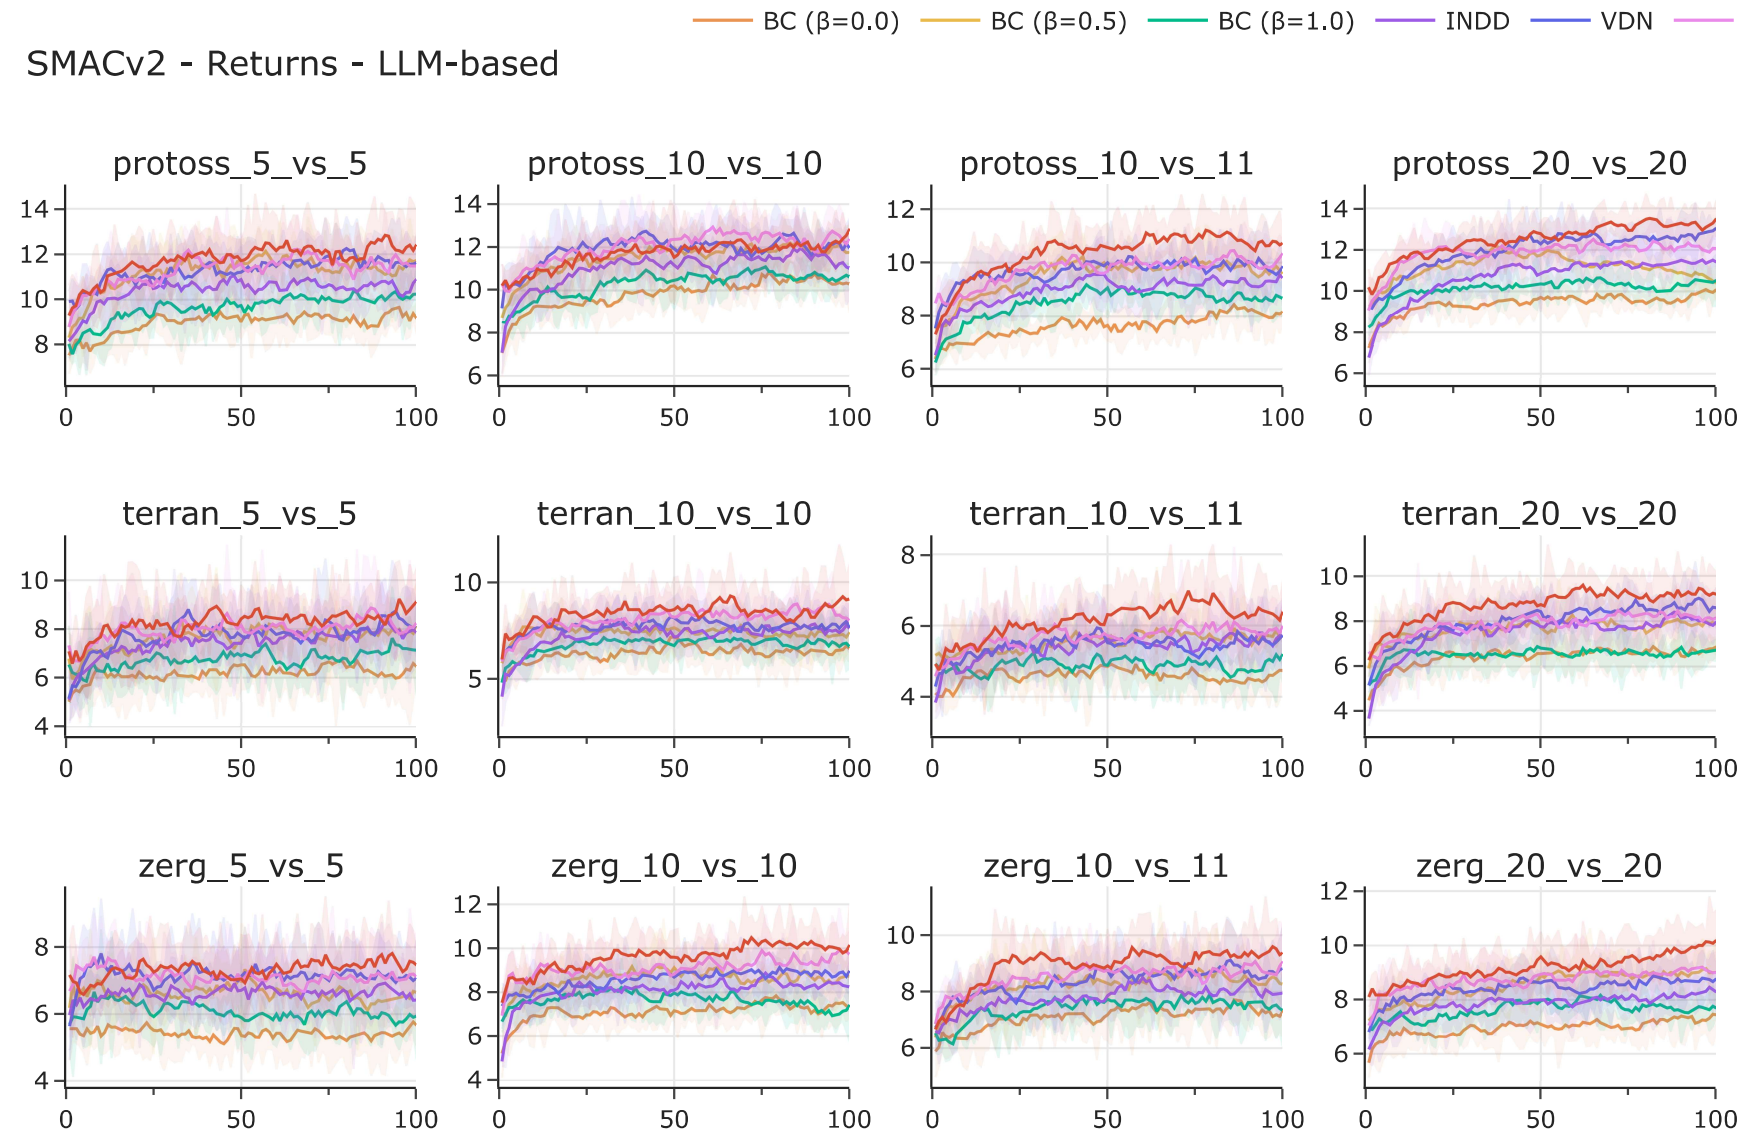 BC (β=0.0) BC (β=0.5) BC (β=1.0) INDD VDN
SMACv2 - Returns - LLM-based
protoss_5_vs_5 protoss_10_vs_10 protoss_10_vs_11 protoss_20_vs_20
14
12
10
8
0 50 100
14
12
10
8
6
0 50 100
12
10
8
6
0 50 100
14
12
10
8
6
0 50 100
terran_5_vs_5 terran_10_vs_10 terran_10_vs_11 terran_20_vs_20
10
8
6
4
0 50 100
10
5
0 50 100
8
6
4
0 50 100
10
8
6
4
0 50 100
zerg_5_vs_5 zerg_10_vs_10 zerg_10_vs_11 zerg_20_vs_20
8
6
4
0 50 100
12
10
8
6
4
0 50 100
10
8
6
0 50 100
12
10
8
6
0 50 100